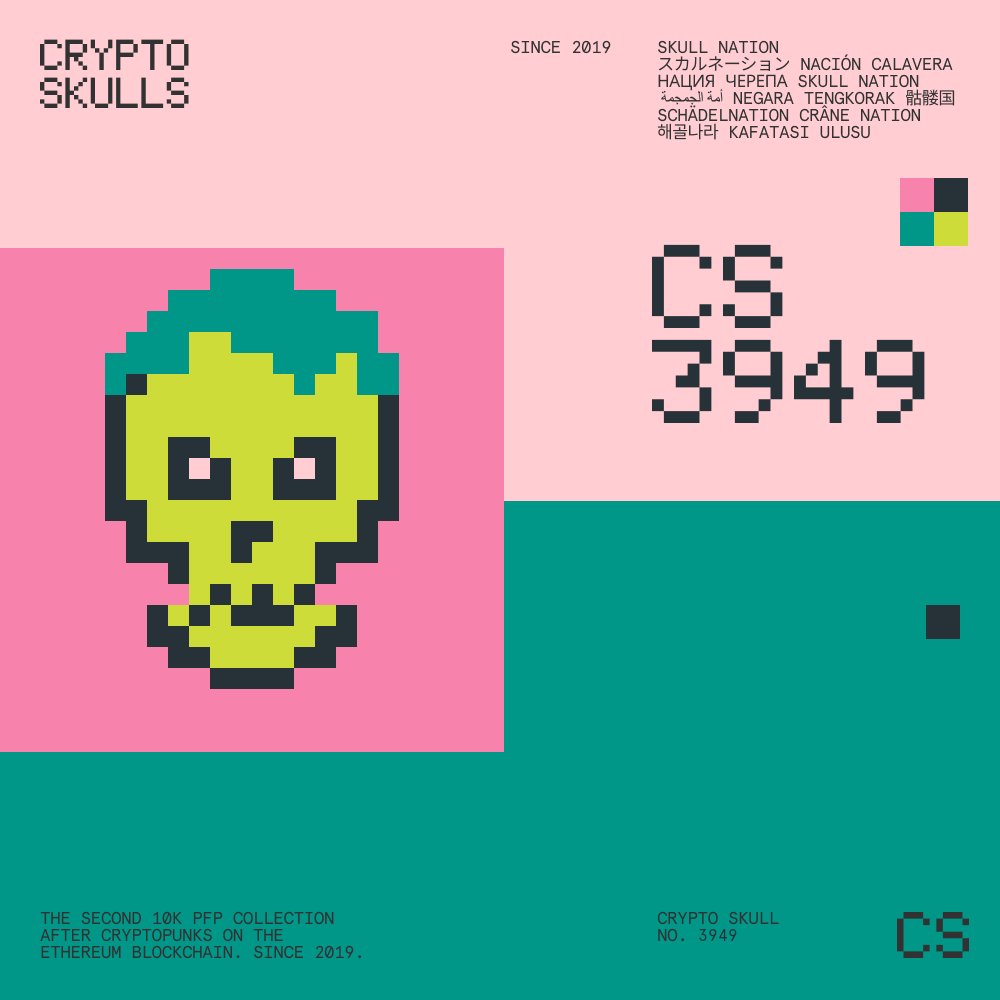 CRYPTO
SKULLS
SINCE 2019
SKULL NATION
スカルネーション NACIÓN CALAVERA
НАЦИЯ ЧЕРЕПА SKULL NATION
أمة الجمجمة NEGARA TENGKORAK 骷髅国
SCHÄDELNATION CRÂNE NATION
해골나라 KAFATASI ULUSU
CS
3949
THE SECOND 10K PFP COLLECTION
AFTER CRYPTOPUNKS ON THE
ETHEREUM BLOCKCHAIN. SINCE 2019.
CRYPTO SKULL
NO. 3949
CS